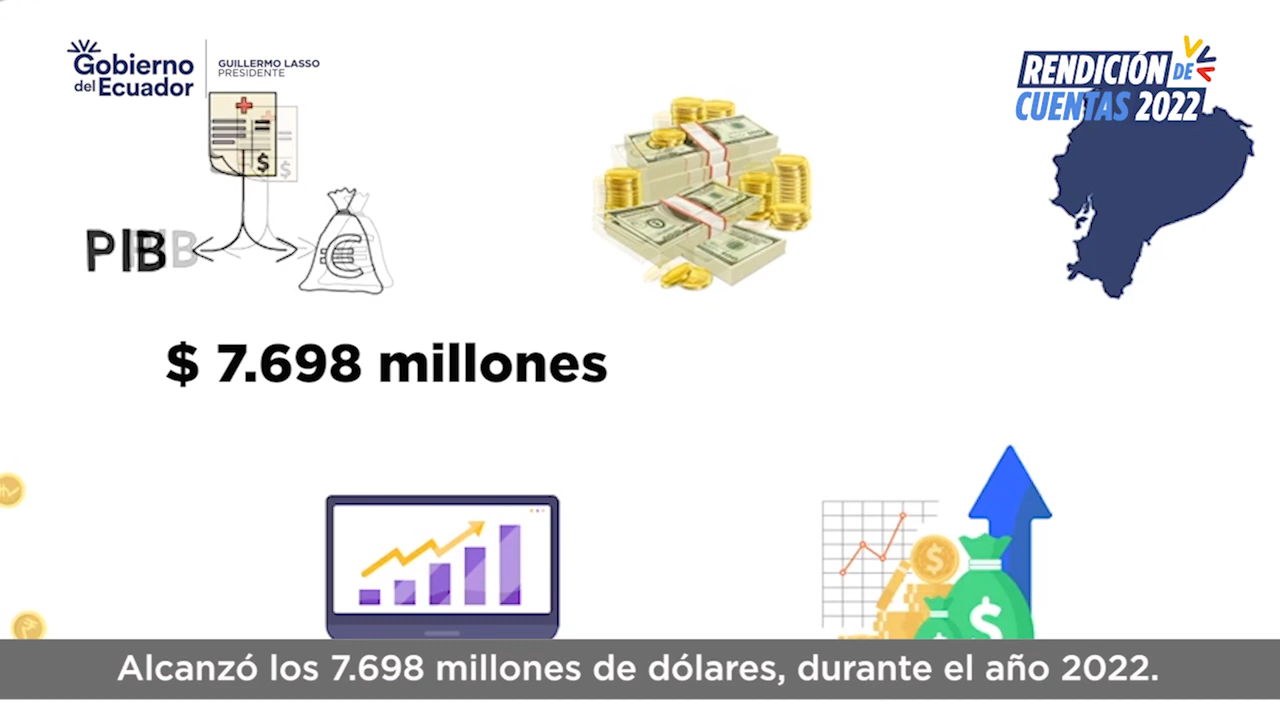 Gobierno
del Ecuador
GUILLERMO LASSO
PRESIDENTE
RENDICIÓN DE
CUENTAS 2022
$
$
PIB
€
$ 7.698 millones
$
$
Alcanzó los 7.698 millones de dólares, durante el año 2022.